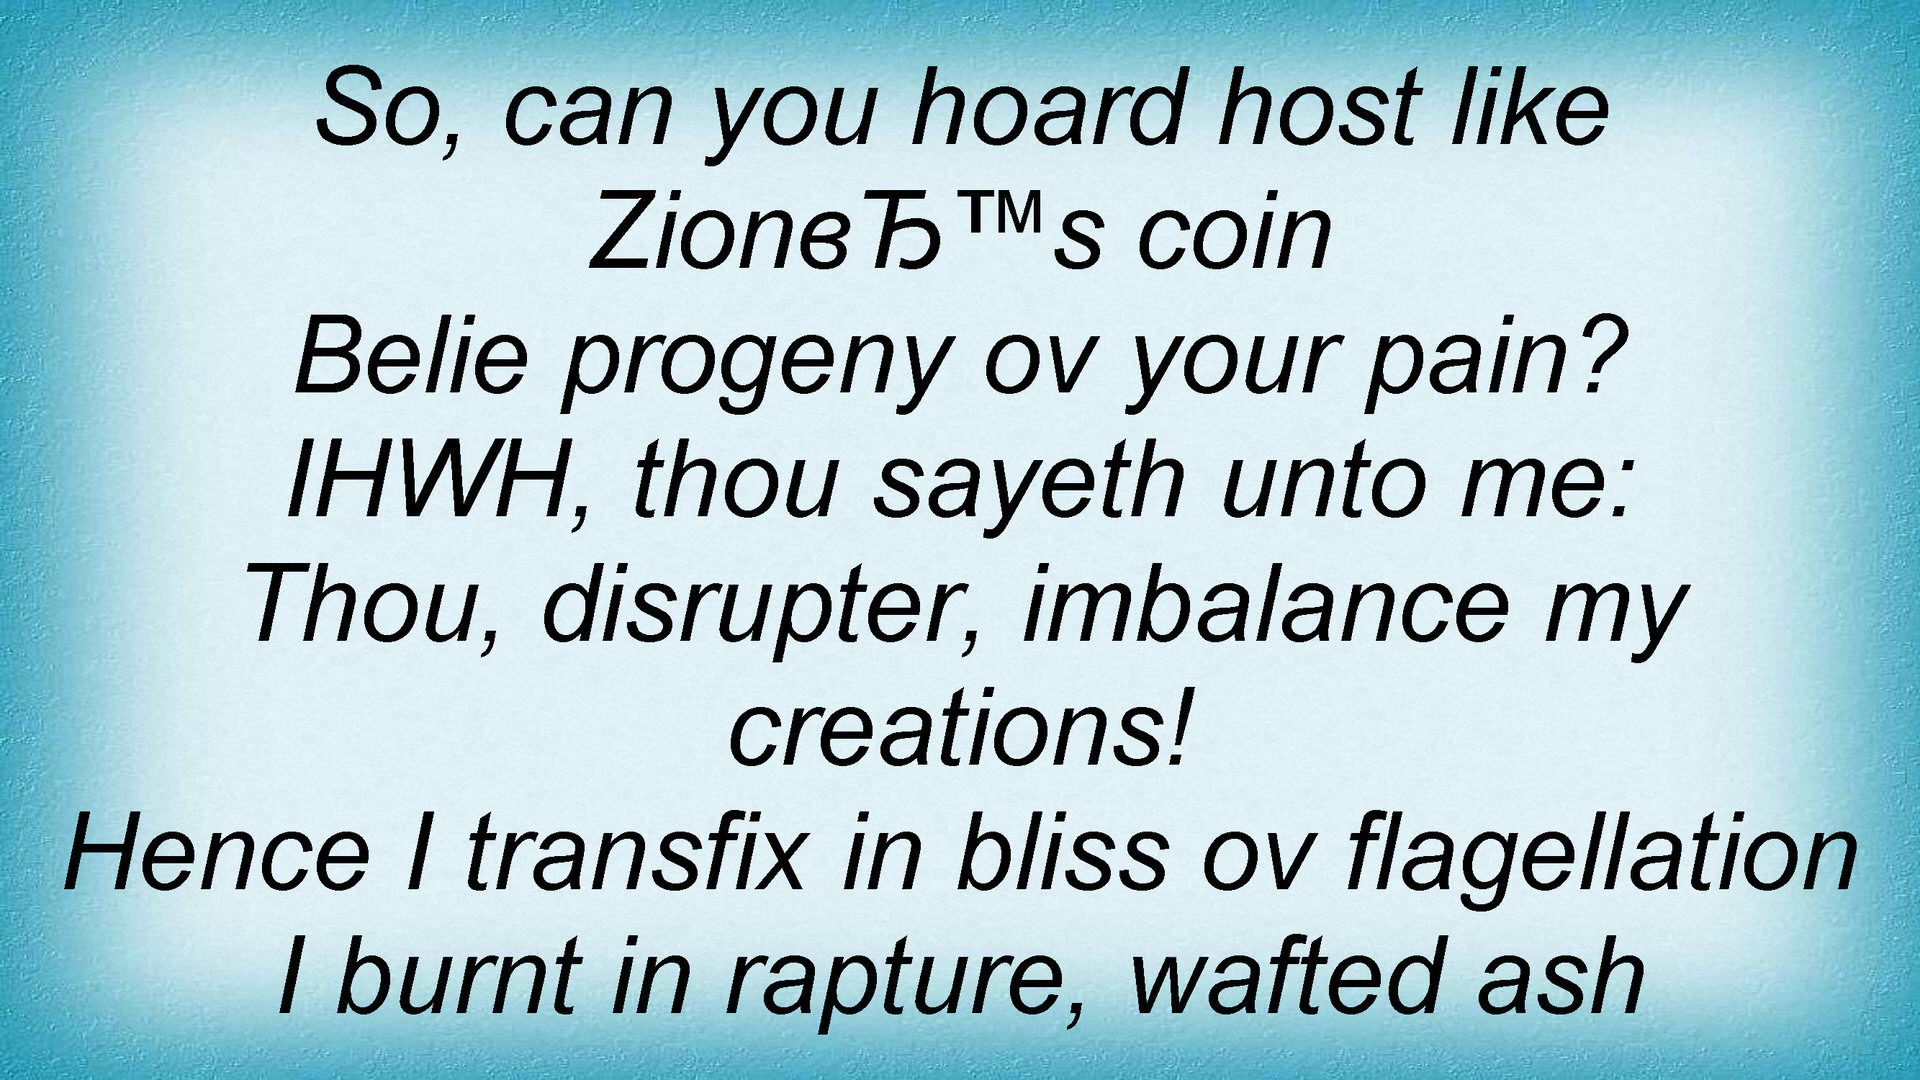 So, can you hoard host like
ZionвЂ™s coin
Belie progeny ov your pain?
IHWH, thou sayeth unto me:
Thou, disrupter, imbalance my
creations!
Hence I transfix in bliss ov flagellation
I burnt in rapture, wafted ash